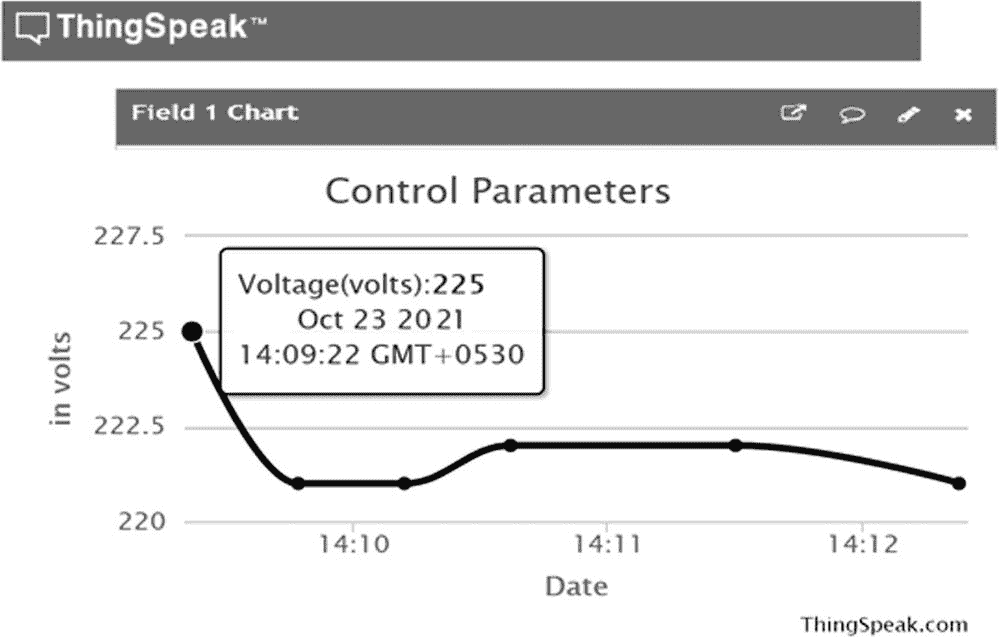 ThingSpeak™
Field 1 Chart
Control Parameters
227.5
225
222.5
220
in volts
Voltage(volts):225
Oct 23 2021
14:09:22 GMT+0530
14:10
14:11
14:12
Date
ThingSpeak.com